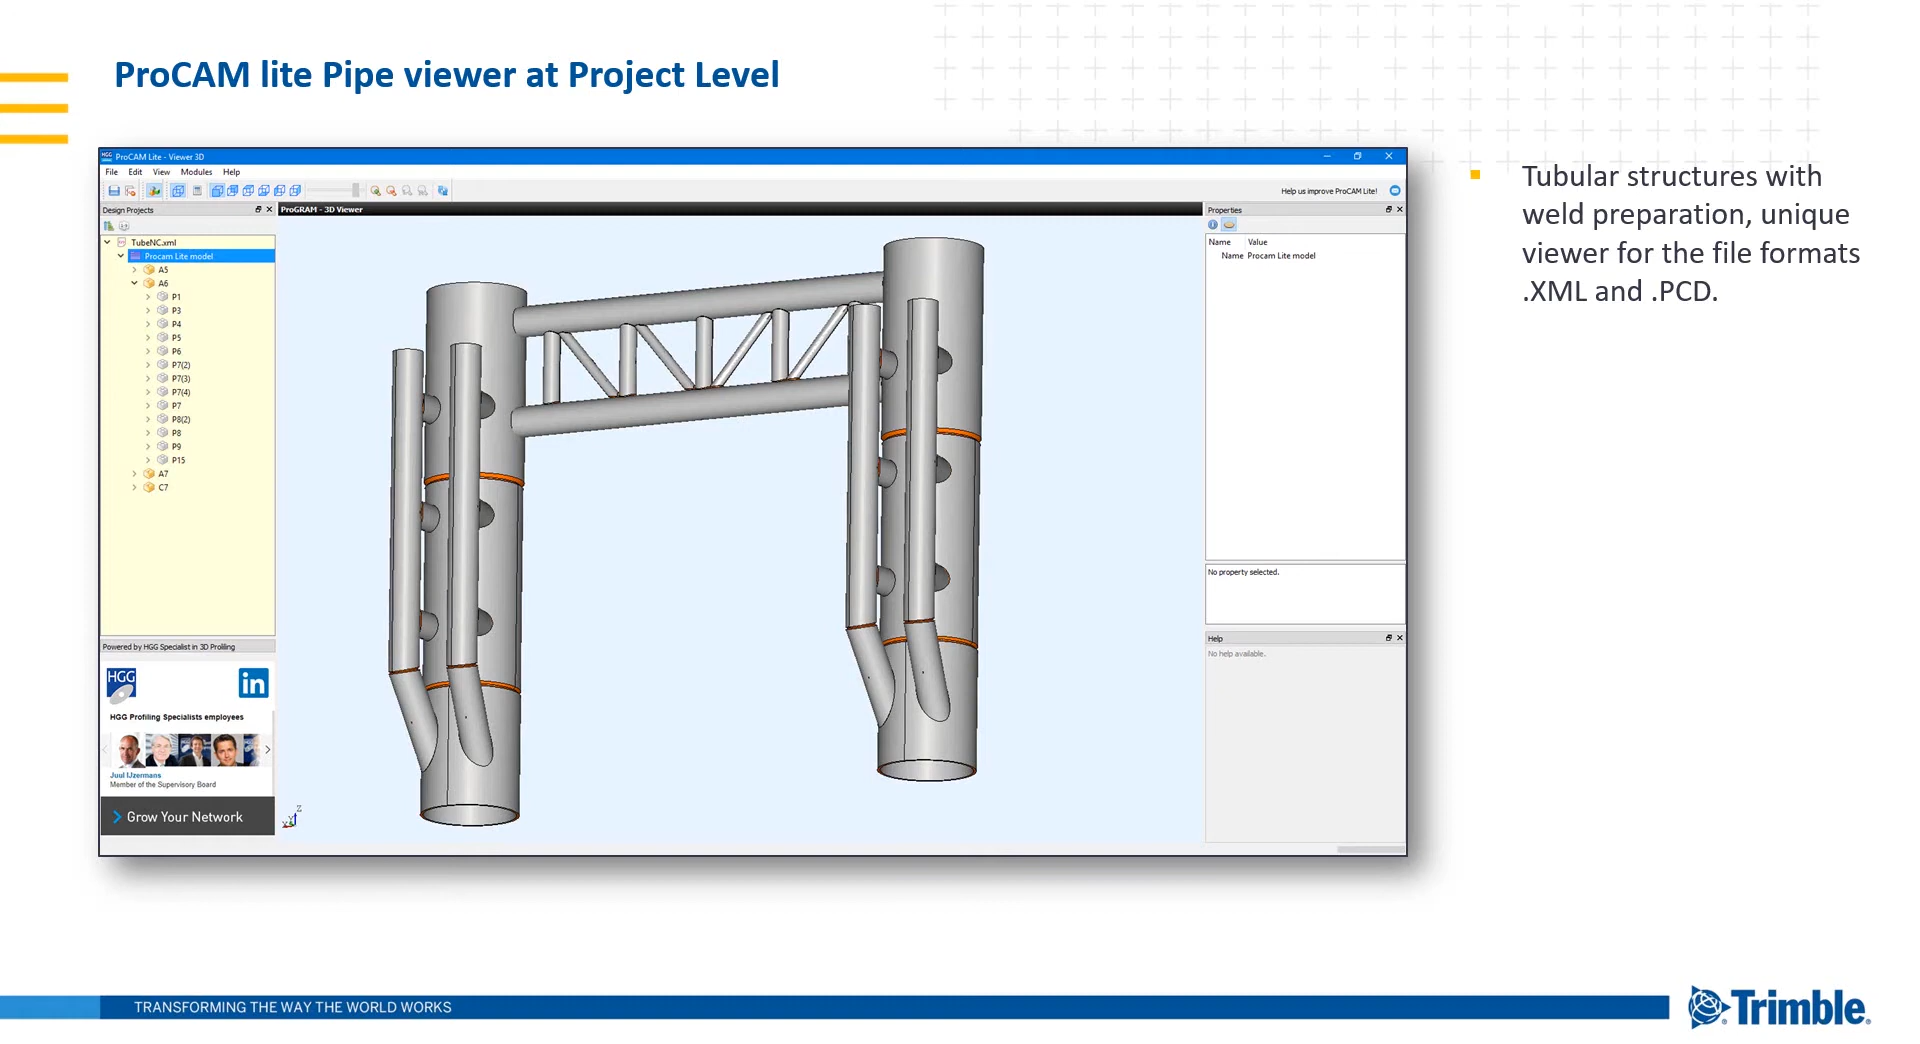 ProCAM lite Pipe viewer at Project Level
HGG
ProCAM Lite - Viewer 3D
File Edit View Modules Help
Help us improve ProCAM Lite!
Design Projects
TubeNC.xml
Procam Lite model
A5
A6
P1
P3
P4
P5
P6
P7(2)
P7(3)
P7(4)
P7
P8(2)
P8
P9
P15
A7
C7
Powered by HGG Specialist in 3D Profiling
HGG
in
HGG Profiling Specialists employees
Juul IJzermans
Member of the Supervisory Board
Grow Your Network
ProGRAM - 3D Viewer
Z
Y
X
Properties
Name Value
Name Procam Lite model
No property selected.
Help
No help available.
Tubular structures with
weld preparation, unique
viewer for the file formats
.XML and .PCD.
TRANSFORMING THE WAY THE WORLD WORKS
Trimble